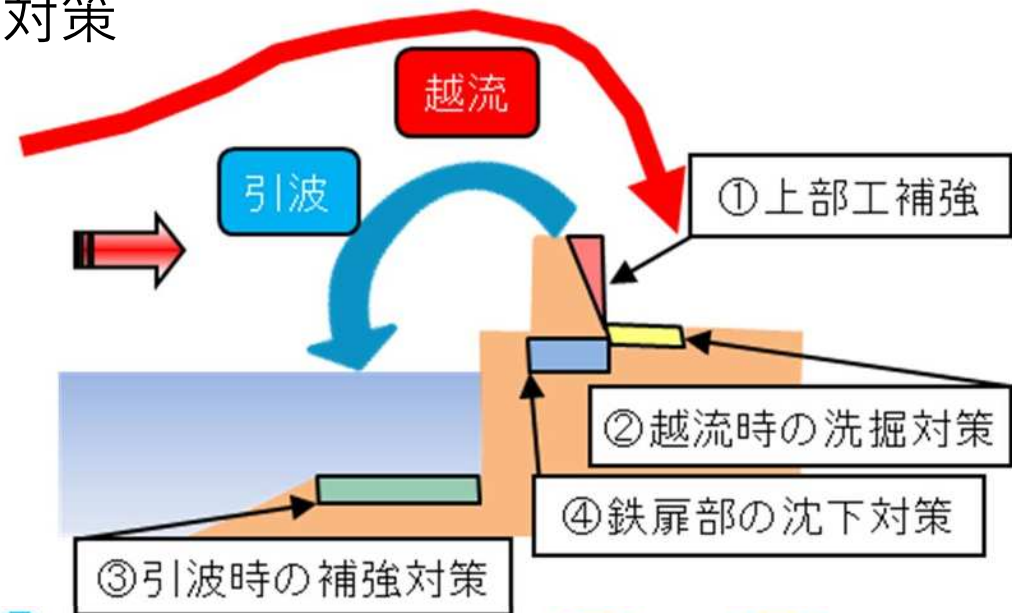 対策
越流
引波
①上部工補強
②越流時の洗掘対策
④鉄扉部の沈下対策
③引波時の補強対策